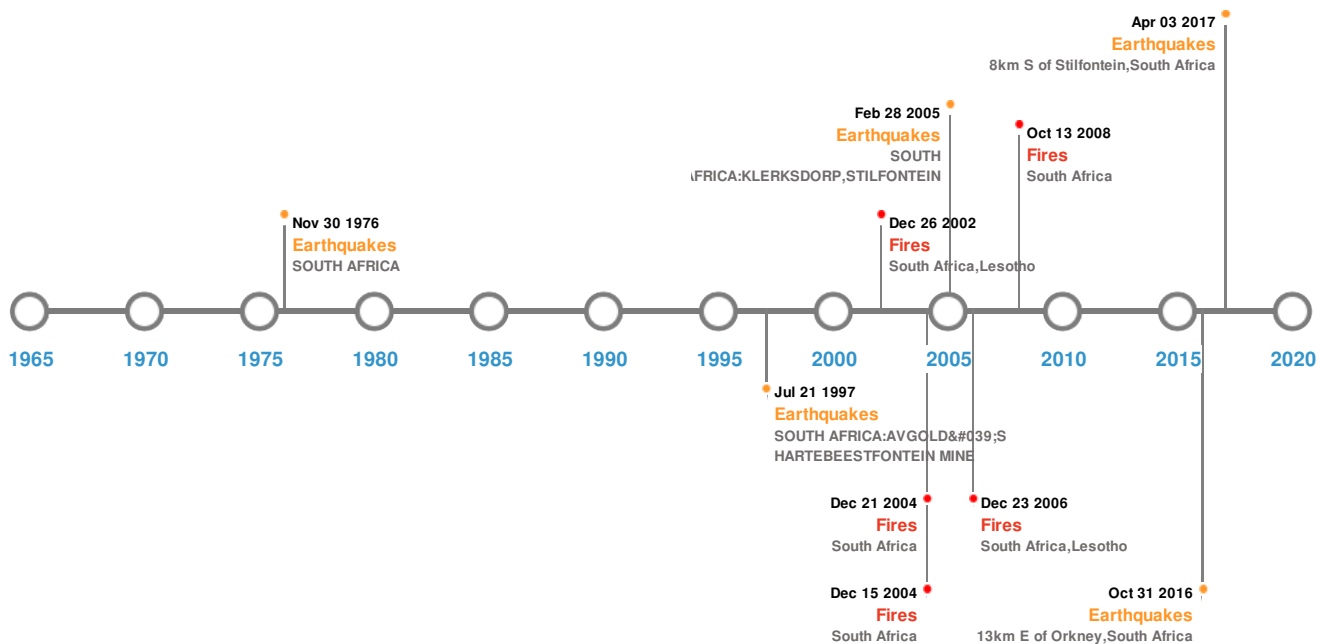 Apr 03 2017
Earthquakes
8km S of Stilfontein,South Africa
Feb 28 2005
Earthquakes
SOUTH
AFRICA:KLERKSDORP,STILFONTEIN
Oct 13 2008
Fires
South Africa
Nov 30 1976
Earthquakes
SOUTH AFRICA
Dec 26 2002
Fires
South Africa,Lesotho
1965 1970 1975 1980 1985 1990 1995 2000 2005 2010 2015 2020
Jul 21 1997
Earthquakes
SOUTH AFRICA:AVGOLD&#039;S
HARTEBEESTFONTEIN MINE
Dec 21 2004
Fires
South Africa
Dec 23 2006
Fires
South Africa,Lesotho
Dec 15 2004
Fires
South Africa
Oct 31 2016
Earthquakes
13km E of Orkney,South Africa